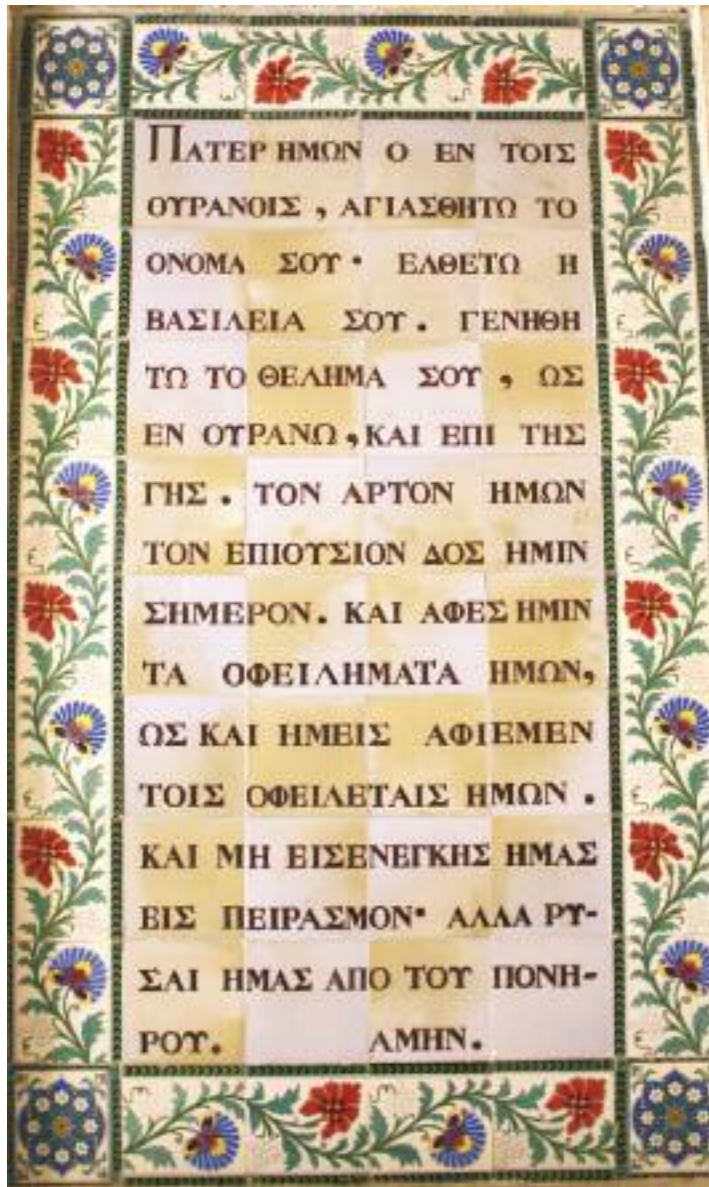 ΠΑΤΕΡ ΗΜΩΝ Ο ΕΝ ΤΟΙΣ
ΟΥΡΑΝΟΙΣ , ΑΓΙΑΣΘΗΤΩ ΤΟ
ΟΝΟΜΑ ΣΟΥ· ΕΛΘΕΤΩ Η
ΒΑΣΙΛΕΙΑ ΣΟΥ . ΓΕΝΗΘΗ
ΤΩ ΤΟ ΘΕΛΗΜΑ ΣΟΥ , ΩΣ
ΕΝ ΟΥΡΑΝΩ , ΚΑΙ ΕΠΙ ΤΗΣ
ΓΗΣ . ΤΟΝ ΑΡΤΟΝ ΗΜΩΝ
ΤΟΝ ΕΠΙΟΥΣΙΟΝ ΔΟΣ ΗΜΙΝ
ΣΗΜΕΡΟΝ . ΚΑΙ ΑΦΕΣ ΗΜΙΝ
ΤΑ ΟΦΕΙΛΗΜΑΤΑ ΗΜΩΝ,
ΩΣ ΚΑΙ ΗΜΕΙΣ ΑΦΙΕΜΕΝ
ΤΟΙΣ ΟΦΕΙΛΕΤΑΙΣ ΗΜΩΝ .
ΚΑΙ ΜΗ ΕΙΣΕΝΕΓΚΗΣ ΗΜΑΣ
ΕΙΣ ΠΕΙΡΑΣΜΟΝ· ΑΛΛΑ ΡΥ-
ΣΑΙ ΗΜΑΣ ΑΠΟ ΤΟΥ ΠΟΝΗ-
ΡΟΥ. ΑΜΗΝ.